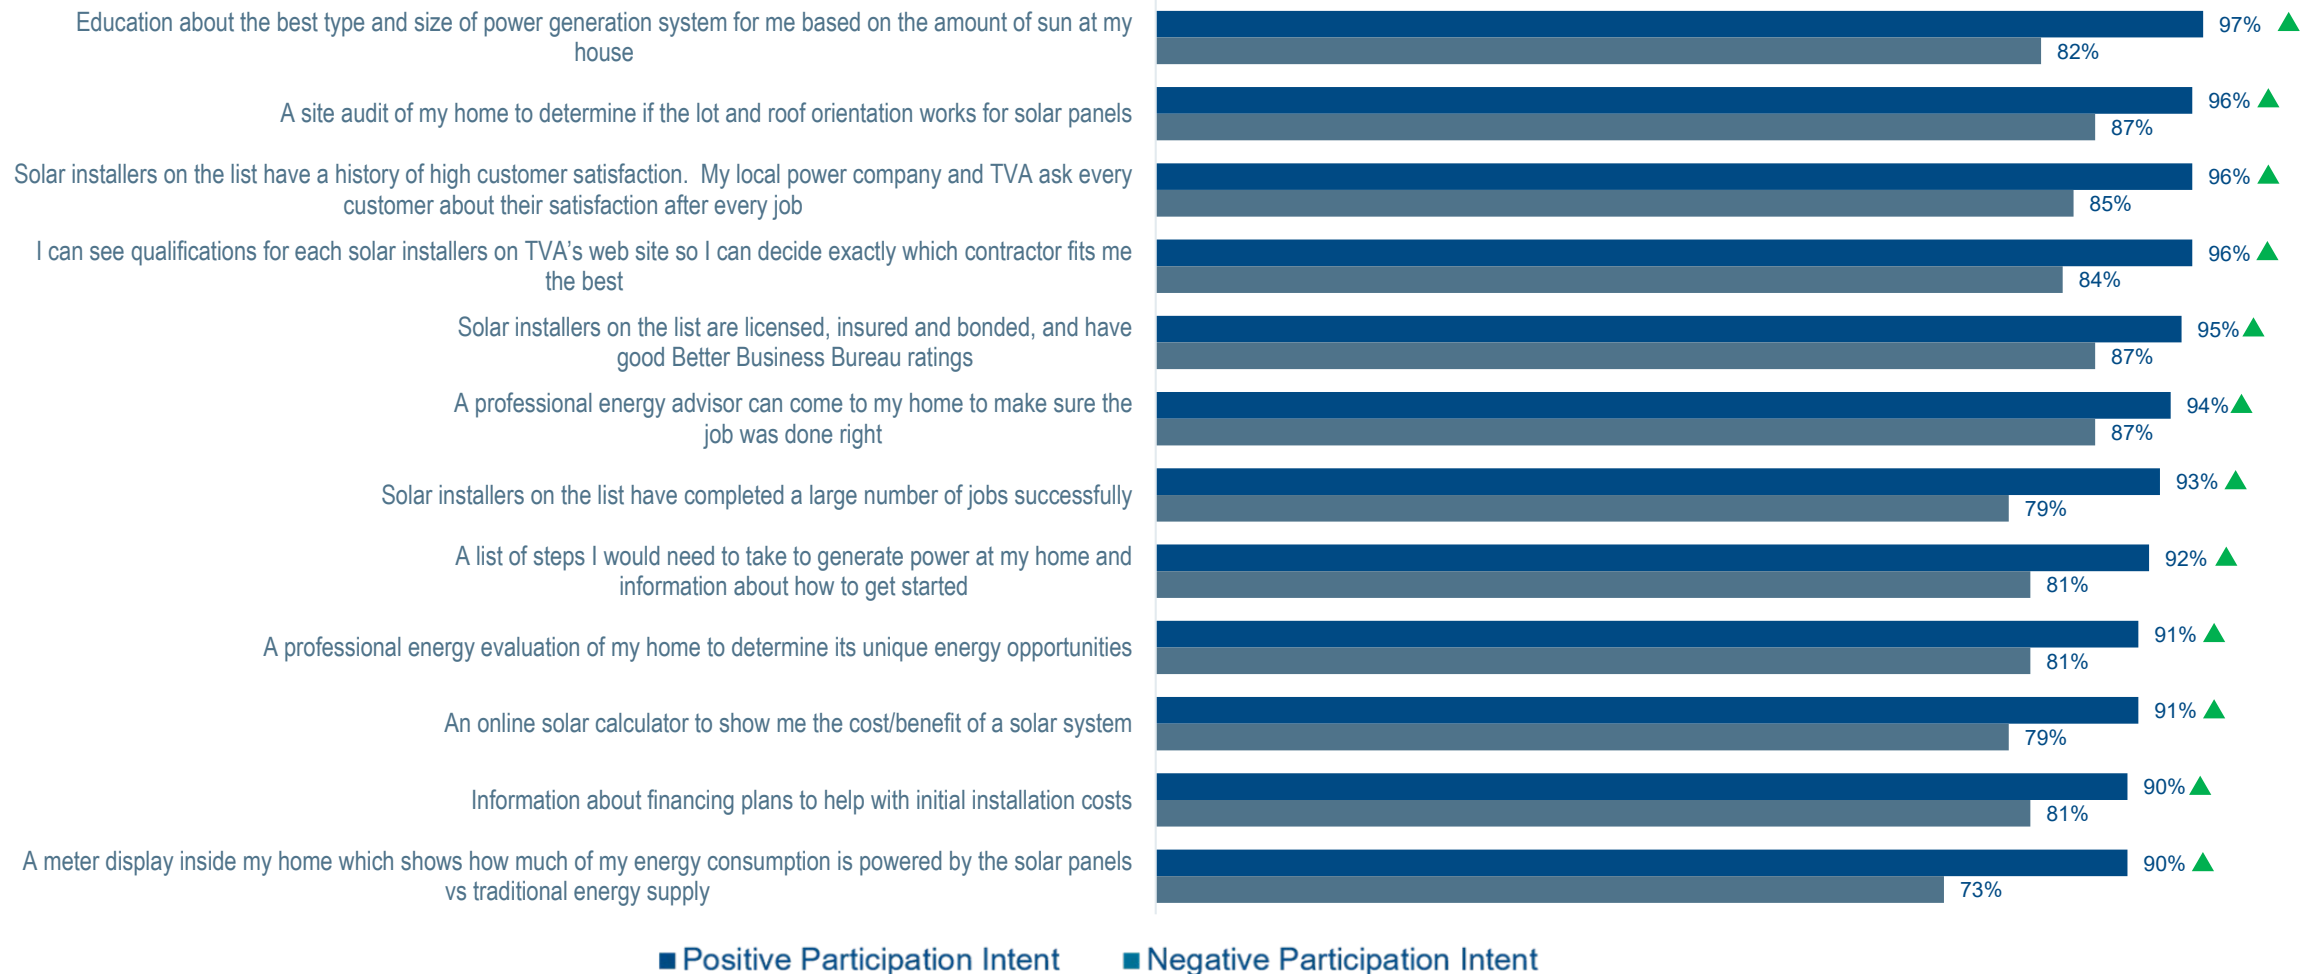 Education about the best type and size of power generation system for me based on the amount of sun at my
house
97%
82%
A site audit of my home to determine if the lot and roof orientation works for solar panels
96%
87%
Solar installers on the list have a history of high customer satisfaction.  My local power company and TVA ask every
customer about their satisfaction after every job
96%
85%
I can see qualifications for each solar installers on TVA’s web site so I can decide exactly which contractor fits me
the best
96%
84%
Solar installers on the list are licensed, insured and bonded, and have
good Better Business Bureau ratings
95%
87%
A professional energy advisor can come to my home to make sure the
job was done right
94%
87%
Solar installers on the list have completed a large number of jobs successfully
93%
79%
A list of steps I would need to take to generate power at my home and
information about how to get started
92%
81%
A professional energy evaluation of my home to determine its unique energy opportunities
91%
81%
An online solar calculator to show me the cost/benefit of a solar system
91%
79%
Information about financing plans to help with initial installation costs
90%
81%
A meter display inside my home which shows how much of my energy consumption is powered by the solar panels
vs traditional energy supply
90%
73%
Positive Participation Intent
Negative Participation Intent